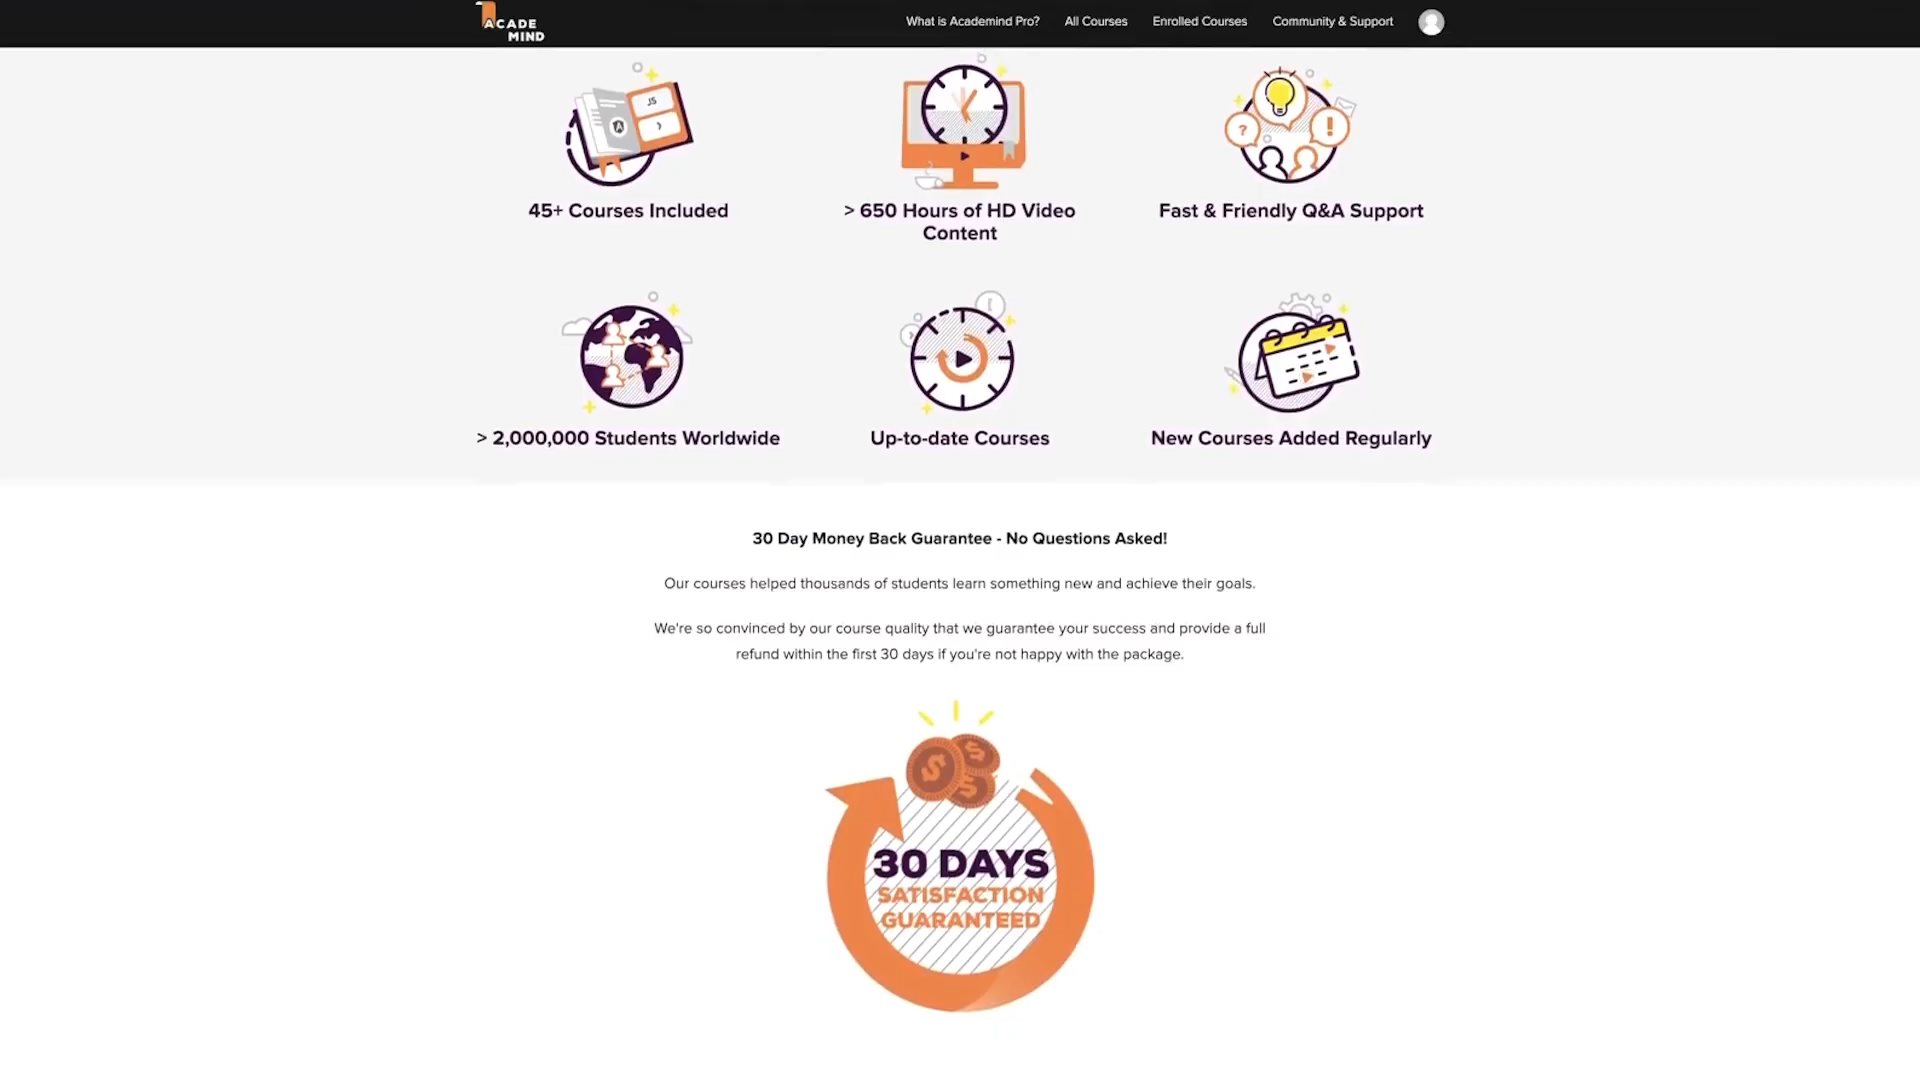 ACADE
MIND
What is Academind Pro?
All Courses
Enrolled Courses
Community & Support
JS
A
?
!
45+ Courses Included
> 650 Hours of HD Video
Content
Fast & Friendly Q&A Support
> 2,000,000 Students Worldwide
Up-to-date Courses
New Courses Added Regularly
30 Day Money Back Guarantee - No Questions Asked!
Our courses helped thousands of students learn something new and achieve their goals.
We're so convinced by our course quality that we guarantee your success and provide a full
refund within the first 30 days if you're not happy with the package.
$ $
$
30 DAYS
SATISFACTION
GUARANTEED